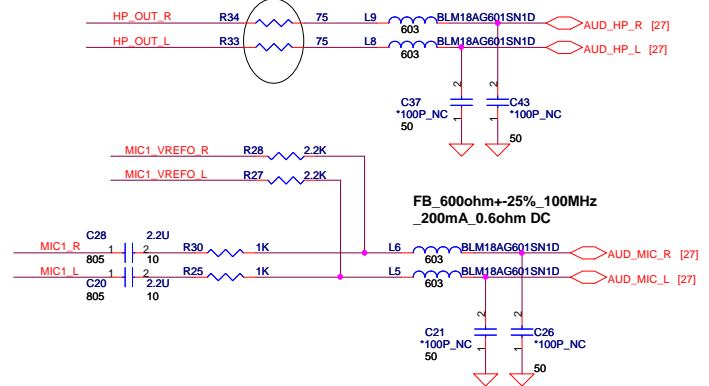 HP_OUT_R R34 75 L9 BLM18AG601SN1D AUD_HP_R [27]
603
HP_OUT_L R33 75 L8 BLM18AG601SN1D AUD_HP_L [27]
603
2 2
C37 C43
*100P_NC *100P_NC
1 1
50 50
MIC1_VREFO_R R28 2.2K
MIC1_VREFO_L R27 2.2K
FB_600ohm+-25%_100MHz
_200mA_0.6ohm DC
C28 2.2U
MIC1_R 1 2 R30 1K L6 BLM18AG601SN1D AUD_MIC_R [27]
805 10 603
MIC1_L 1 2 R25 1K L5 BLM18AG601SN1D AUD_MIC_L [27]
C20 2.2U 603
805 10
2 2
C21 C26
*100P_NC *100P_NC
1 1
50 50